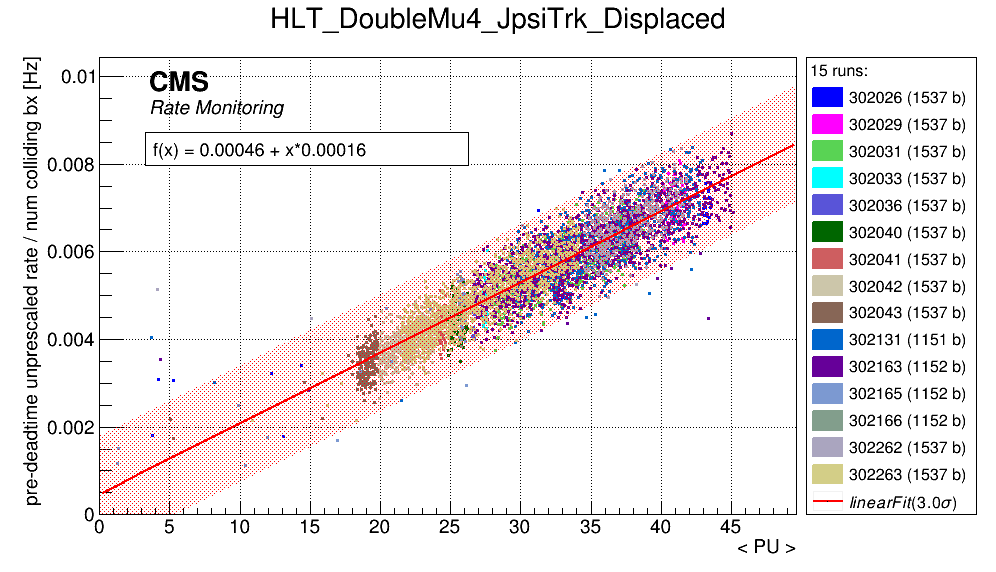 HLT_DoubleMu4_JpsiTrk_Displaced
pre-deadtime unprescaled rate / num colliding bx [Hz]
0.01
0.008
0.006
0.004
0.002
0
CMS
Rate Monitoring
f(x) = 0.00046 + x*0.00016
0 5 10 15 20 25 30 35 40 45
< PU >
15 runs:
302026 (1537 b)
302029 (1537 b)
302031 (1537 b)
302033 (1537 b)
302036 (1537 b)
302040 (1537 b)
302041 (1537 b)
302042 (1537 b)
302043 (1537 b)
302131 (1151 b)
302163 (1152 b)
302165 (1152 b)
302166 (1152 b)
302262 (1537 b)
302263 (1537 b)
linearFit(3.0σ)